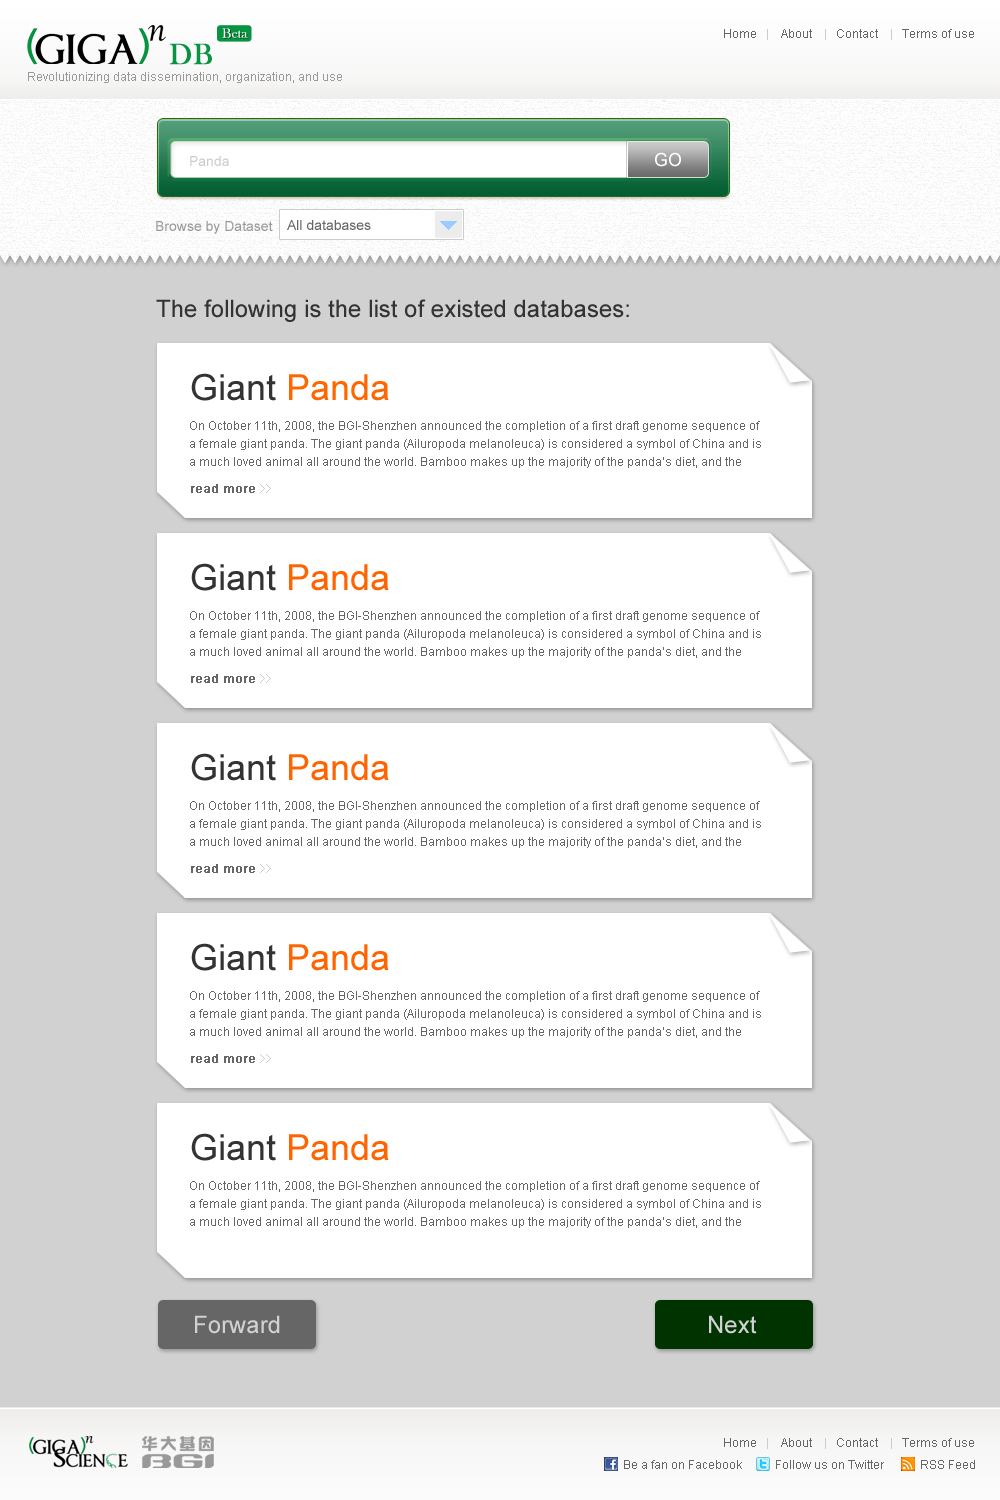 (GIGA)n DB Beta
Revolutionizing data dissemination, organization, and use
Home | About | Contact | Terms of use
Panda
GO
Browse by Dataset
All databases
The following is the list of existed databases:
Giant Panda
On October 11th, 2008, the BGI-Shenzhen announced the completion of a first draft genome sequence of
a female giant panda. The giant panda (Ailuropoda melanoleuca) is considered a symbol of China and is
a much loved animal all around the world. Bamboo makes up the majority of the panda's diet, and the
read more
Giant Panda
On October 11th, 2008, the BGI-Shenzhen announced the completion of a first draft genome sequence of
a female giant panda. The giant panda (Ailuropoda melanoleuca) is considered a symbol of China and is
a much loved animal all around the world. Bamboo makes up the majority of the panda's diet, and the
read more
Giant Panda
On October 11th, 2008, the BGI-Shenzhen announced the completion of a first draft genome sequence of
a female giant panda. The giant panda (Ailuropoda melanoleuca) is considered a symbol of China and is
a much loved animal all around the world. Bamboo makes up the majority of the panda's diet, and the
read more
Giant Panda
On October 11th, 2008, the BGI-Shenzhen announced the completion of a first draft genome sequence of
a female giant panda. The giant panda (Ailuropoda melanoleuca) is considered a symbol of China and is
a much loved animal all around the world. Bamboo makes up the majority of the panda's diet, and the
read more
Giant Panda
On October 11th, 2008, the BGI-Shenzhen announced the completion of a first draft genome sequence of
a female giant panda. The giant panda (Ailuropoda melanoleuca) is considered a symbol of China and is
a much loved animal all around the world. Bamboo makes up the majority of the panda's diet, and the
Forward
Next
(GIGA)n
SCIENCE
华大基因
BGI
Home | About | Contact | Terms of use
Be a fan on Facebook
Follow us on Twitter
RSS Feed